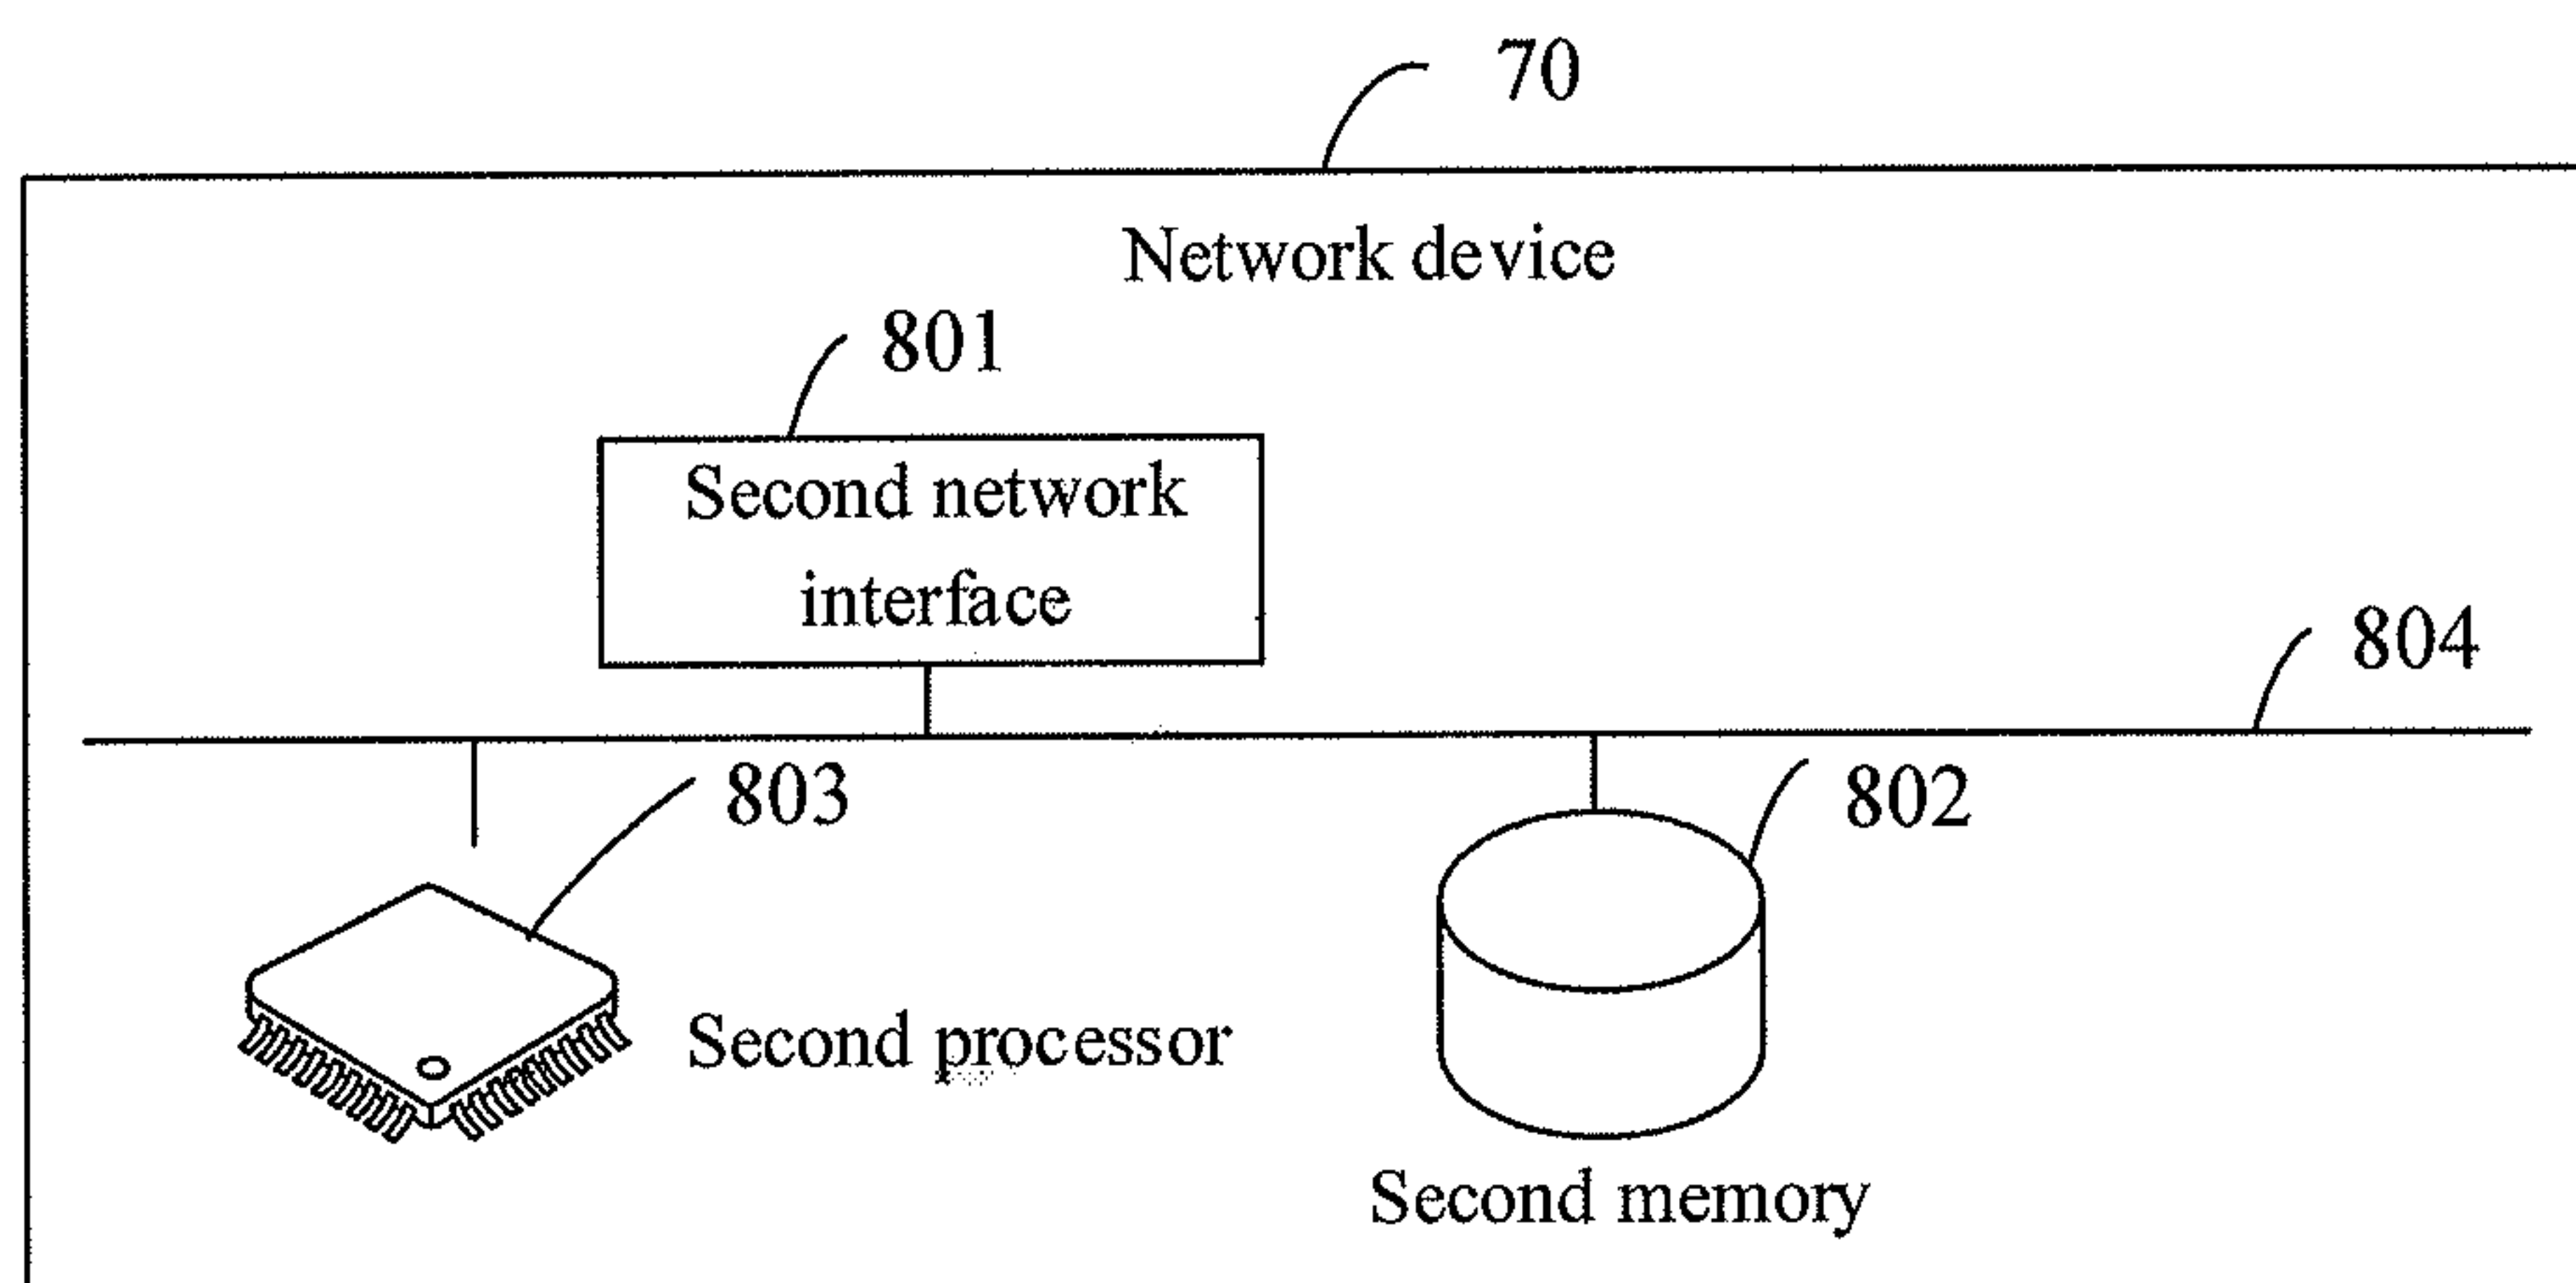 70
Network device
801
Second network
interface
804
803
802
Second processor
Second memory